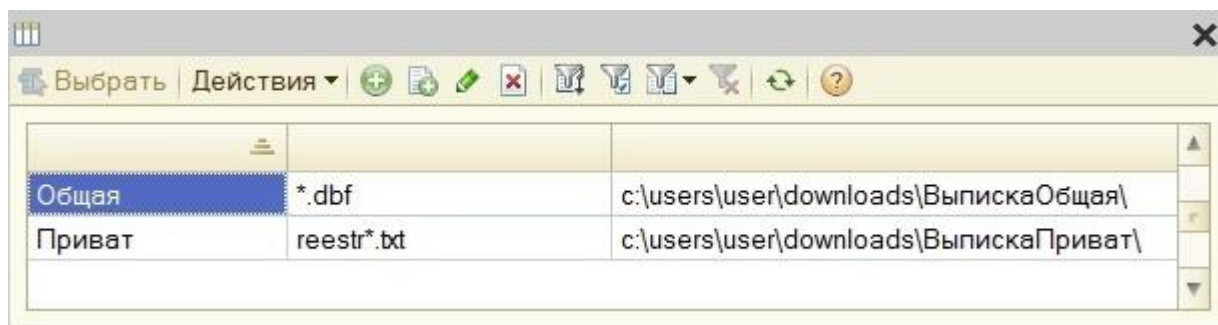 Выбрать Действия
Общая *.dbf c:\users\user\downloads\ВыпискаОбщая\
Приват reestr*.txt c:\users\user\downloads\ВыпискаПриват\